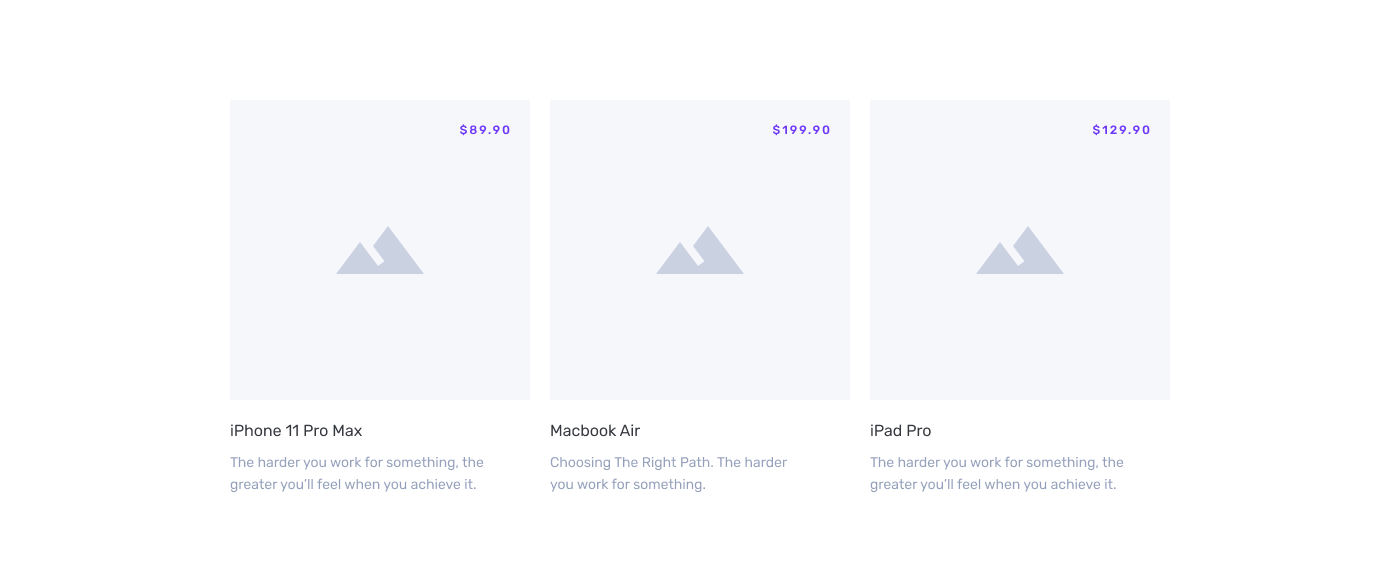 $89.90
$199.90
$129.90
iPhone 11 Pro Max
The harder you work for something, the
greater you’ll feel when you achieve it.
Macbook Air
Choosing The Right Path. The harder
you work for something.
iPad Pro
The harder you work for something, the
greater you’ll feel when you achieve it.